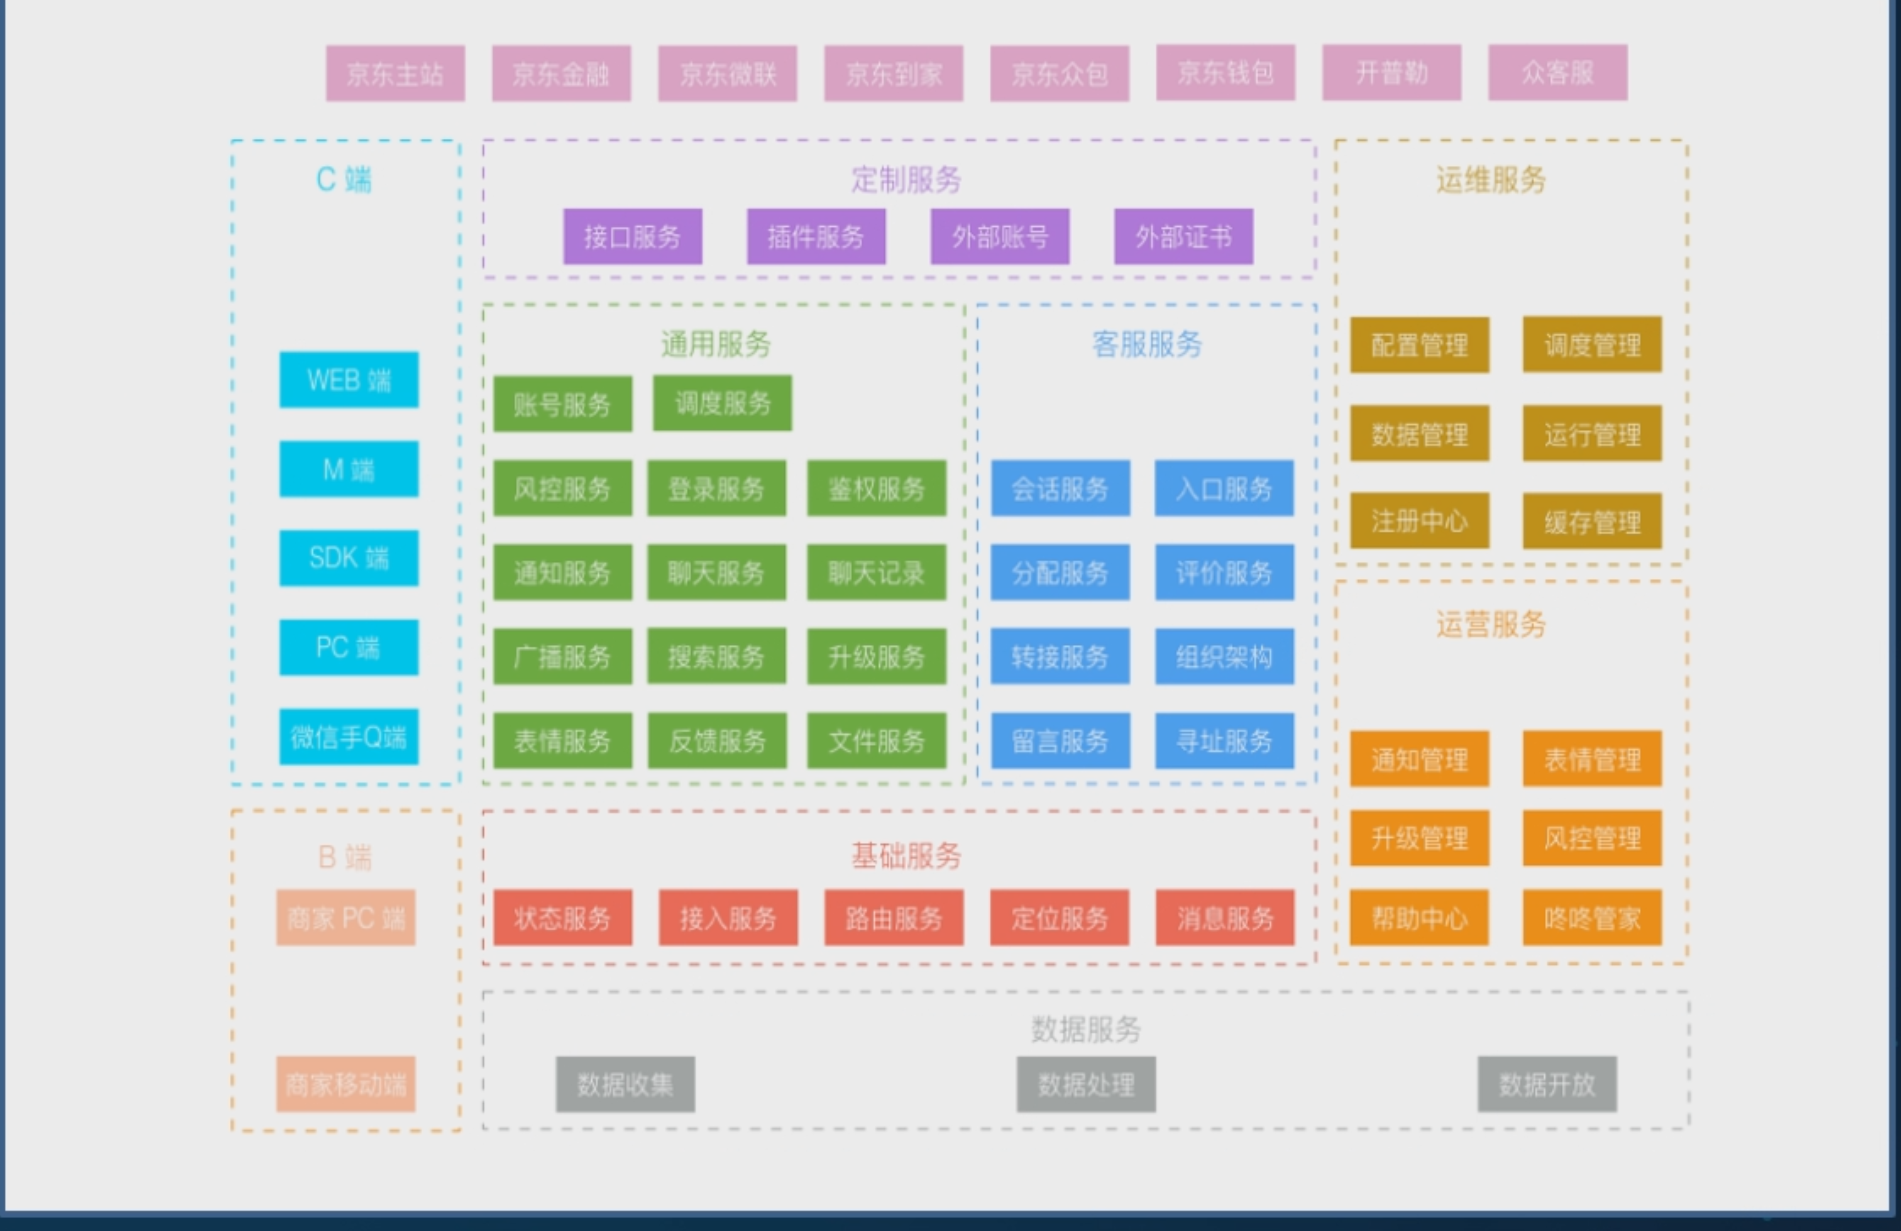 京东主站 京东金融 京东微联 京东到家 京东众包 京东钱包 开普勒 众客服
C 端
WEB 端
M 端
SDK 端
PC 端
微信手Q端
B 端
商家 PC 端
商家移动端
定制服务
接口服务 插件服务 外部账号 外部证书
通用服务
账号服务 调度服务
风控服务 登录服务 鉴权服务
通知服务 聊天服务 聊天记录
广播服务 搜索服务 升级服务
表情服务 反馈服务 文件服务
客服服务
会话服务 入口服务
分配服务 评价服务
转接服务 组织架构
留言服务 寻址服务
基础服务
状态服务 接入服务 路由服务 定位服务 消息服务
运维服务
配置管理 调度管理
数据管理 运行管理
注册中心 缓存管理
运营服务
通知管理 表情管理
升级管理 风控管理
帮助中心 咚咚管家
数据服务
数据收集 数据处理 数据开放